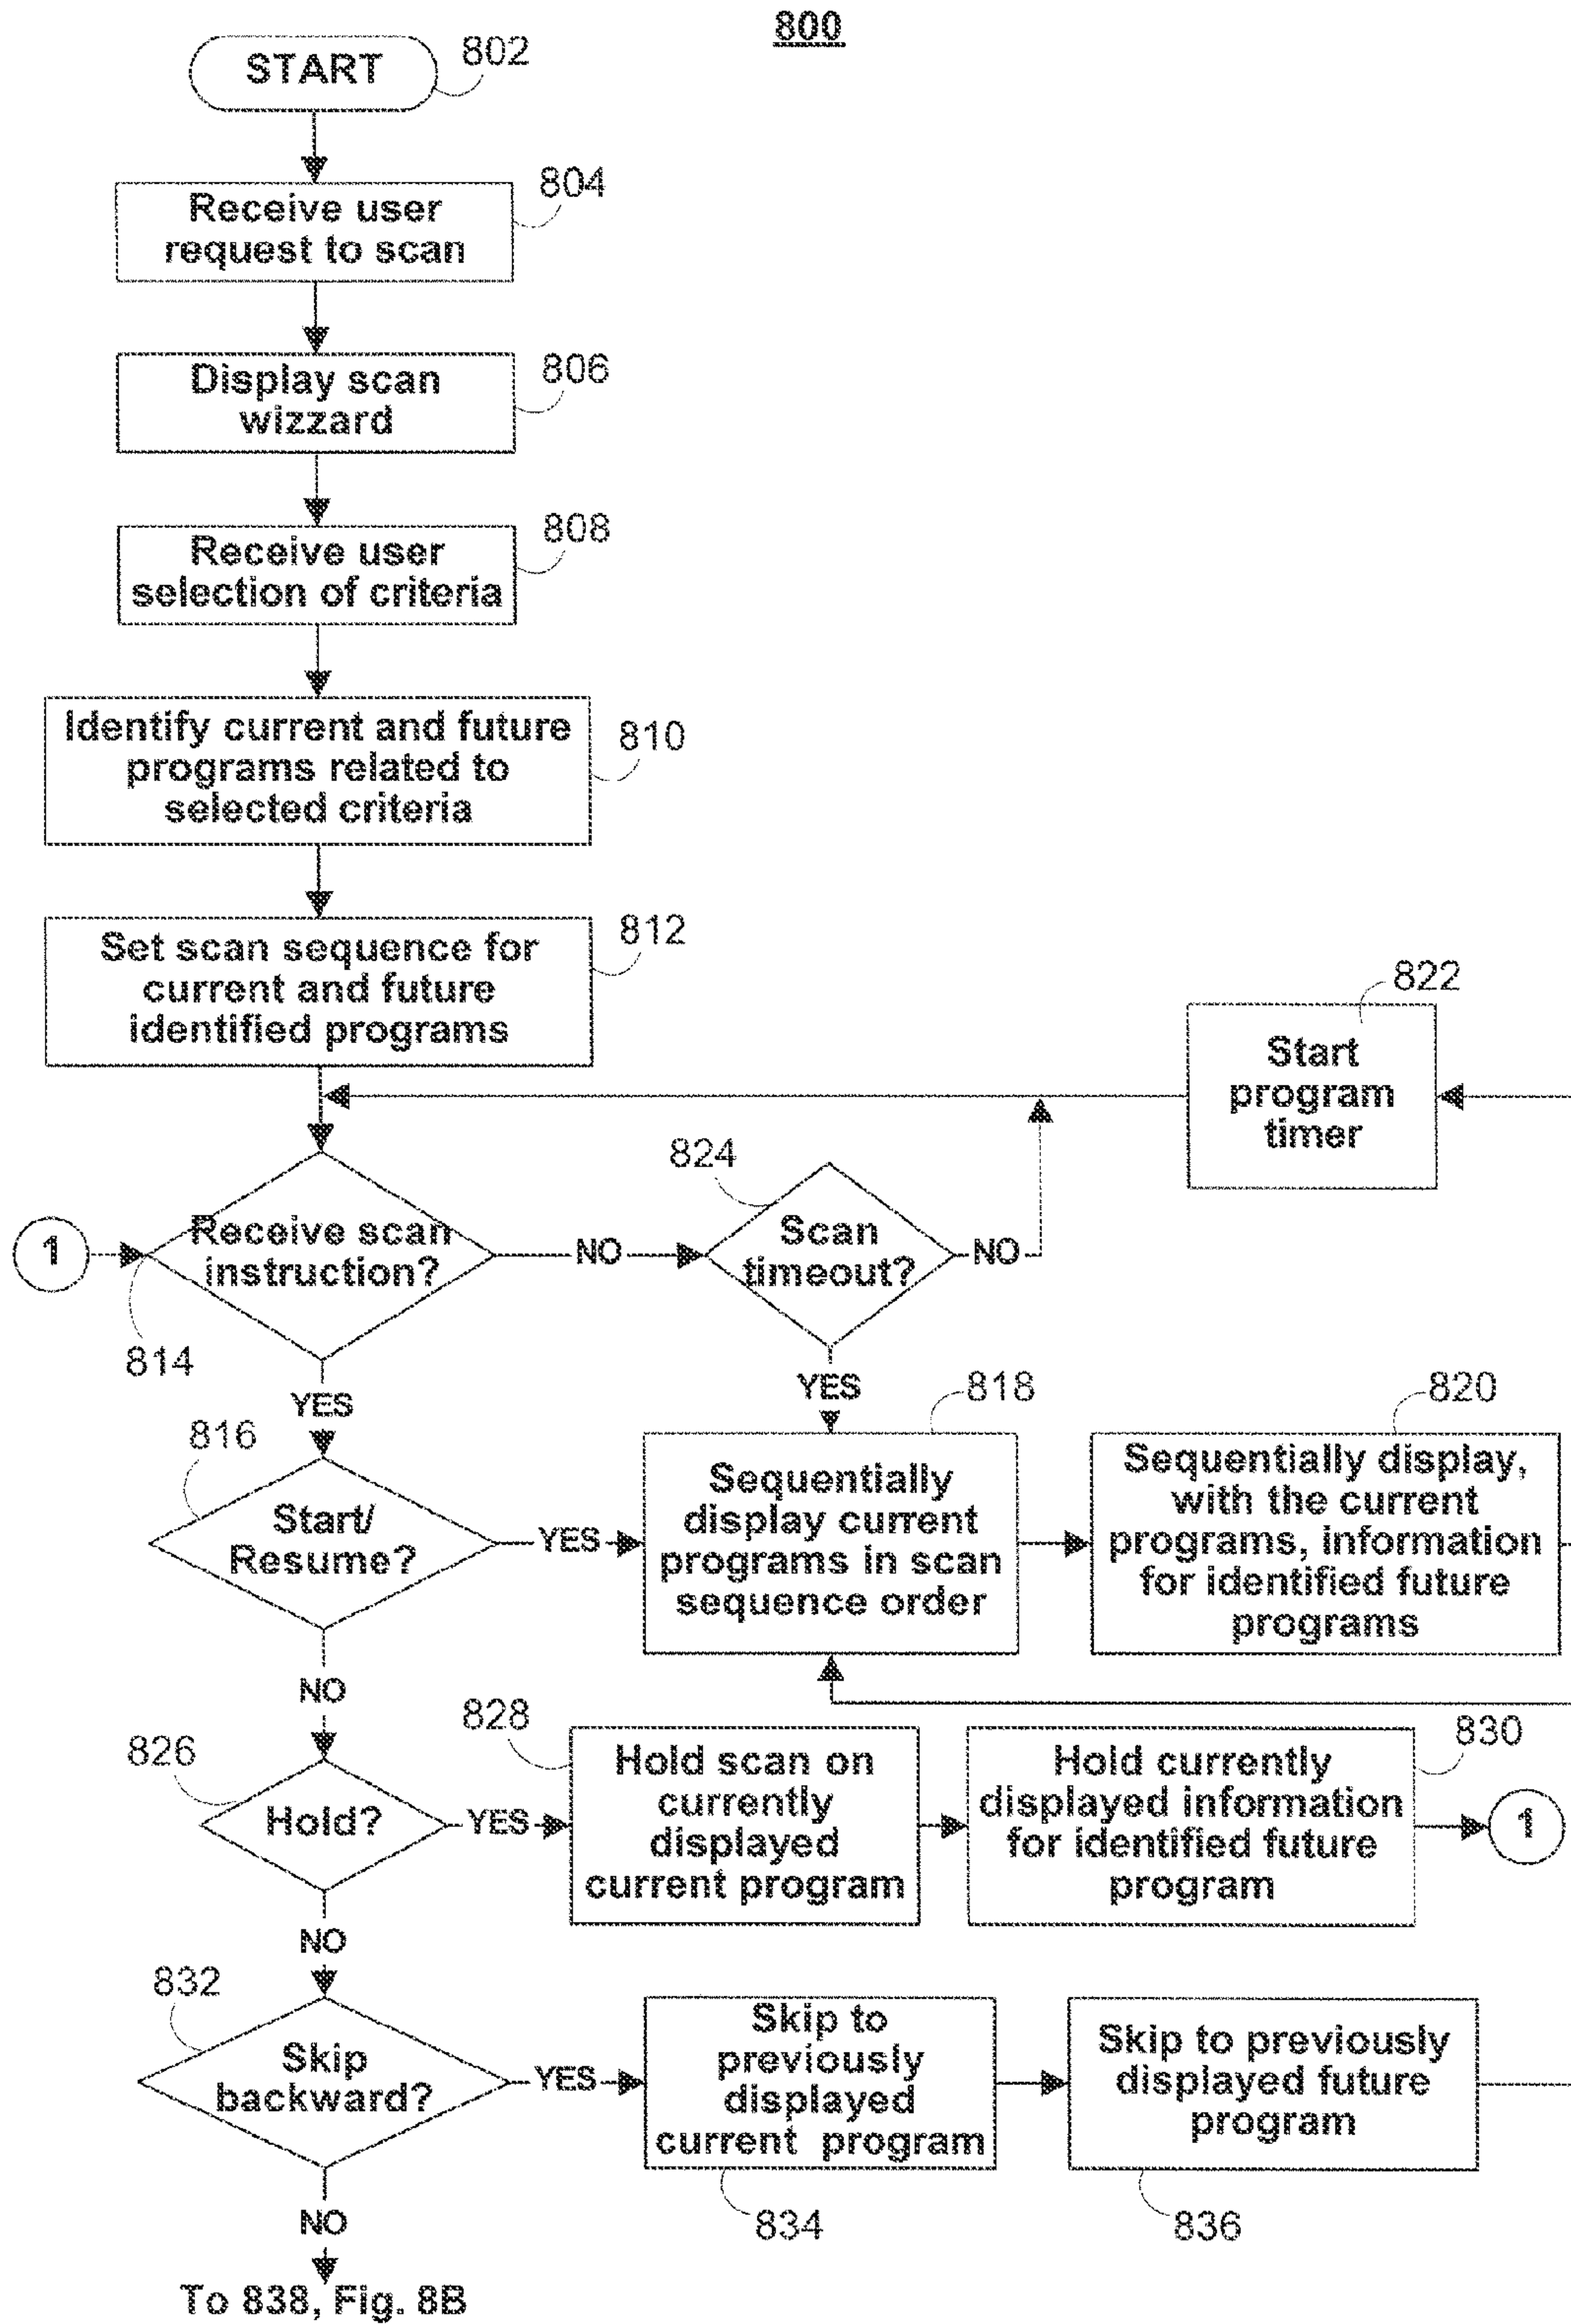 800
START
802
Receive user
request to scan
804
Display scan
wizzard
806
Receive user
selection of criteria
808
Identify current and future
programs related to
selected criteria
810
Set scan sequence for
current and future
identified programs
812
822
Start
program
timer
1
Receive scan
instruction?
814
NO
824
Scan
timeout?
NO
YES
YES
816
Start/
Resume?
YES
818
Sequentially
display current
programs in scan
sequence order
820
Sequentially display,
with the current
programs, information
for identified future
programs
NO
826
Hold?
YES
828
Hold scan on
currently
displayed
current program
830
Hold currently
displayed information
for identified future
program
1
NO
832
Skip
backward?
YES
Skip to
previously
displayed
current program
834
Skip to previously
displayed future
program
836
NO
To 838, Fig. 8B